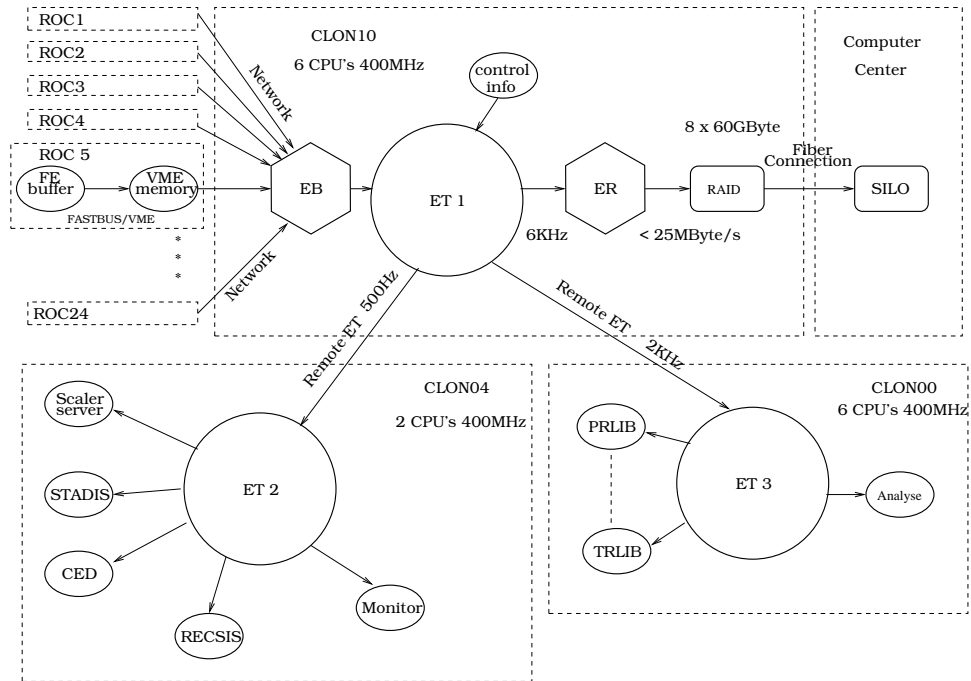 ROC1
ROC2
ROC3
ROC4
ROC 5
FE
buffer
VME
memory
FASTBUS/VME
*
*
*
ROC24
Network
Network
CLON10
6 CPU's 400MHz
control
info
EB
ET 1
ER
6KHz
8 x 60GByte
RAID
< 25MByte/s
Fiber
Connection
Computer
Center
SILO
Remote ET 500Hz
Remote ET 2KHz
CLON04
2 CPU's 400MHz
Scaler
server
STADIS
CED
RECSIS
Monitor
ET 2
CLON00
6 CPU's 400MHz
PRLIB
TRLIB
ET 3
Analyse